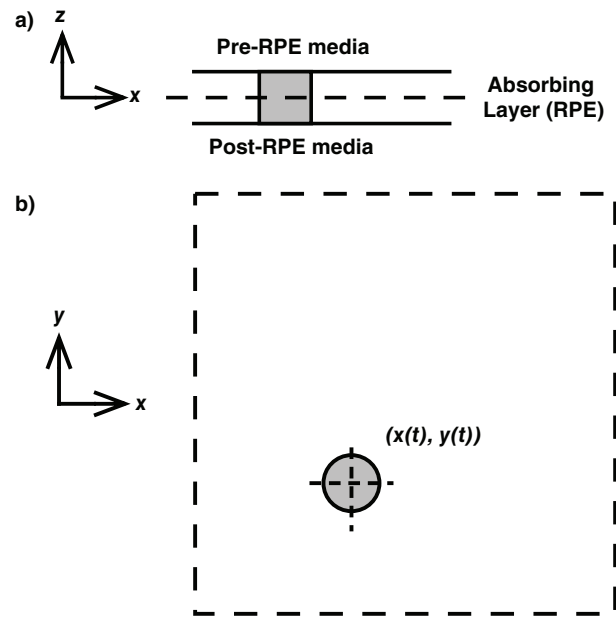 a)
z
x
Pre-RPE media
Absorbing
Layer (RPE)
Post-RPE media
b)
y
x
(x(t), y(t))